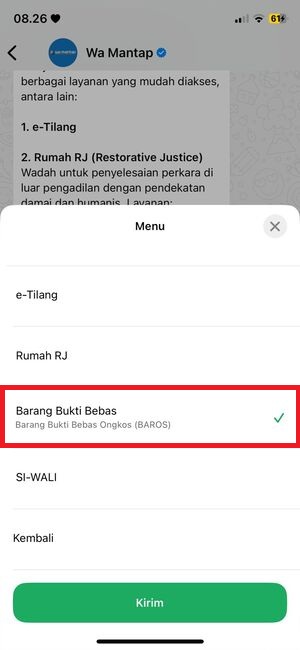 08.26
61
Wa Mantap
berbagai layanan yang mudah diakses,
antara lain:
1. e-Tilang
2. Rumah RJ (Restorative Justice)
Wadah untuk penyelesaian perkara di
luar pengadilan dengan pendekatan
damai dan humanis. Layanan:
Menu
e-Tilang
Rumah RJ
Barang Bukti Bebas
Barang Bukti Bebas Ongkos (BAROS)
SI-WALI
Kembali
Kirim